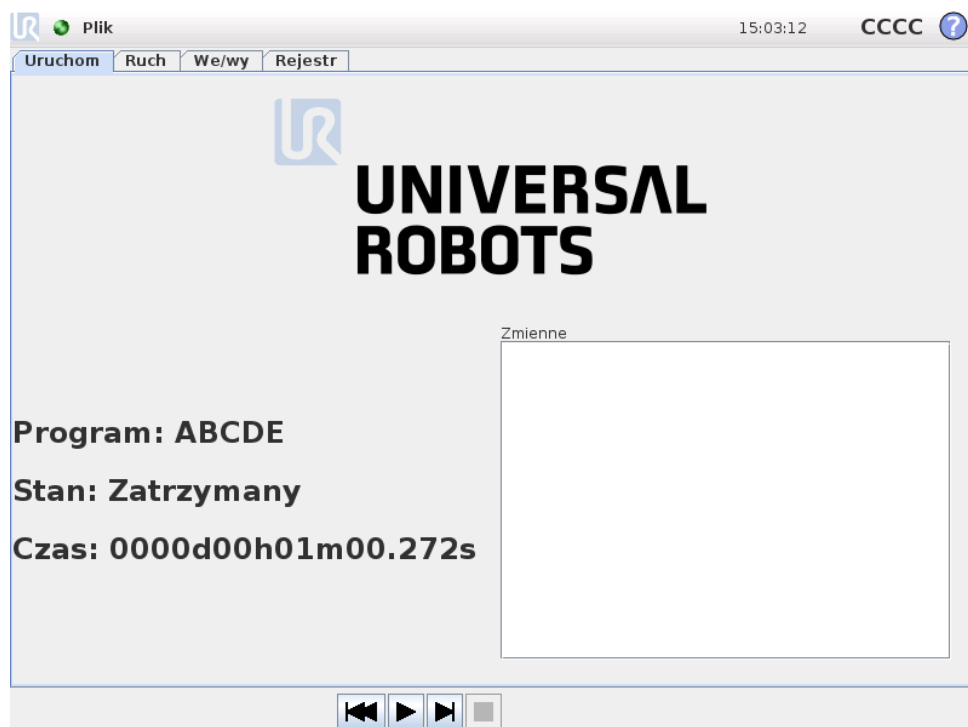 Plik 15:03:12 CCCC ?
Uruchom Ruch We/wy Rejestr
UR
UNIVERSAL
ROBOTS
Zmienne
Program: ABCDE
Stan: Zatrzymany
Czas: 0000d00h01m00.272s